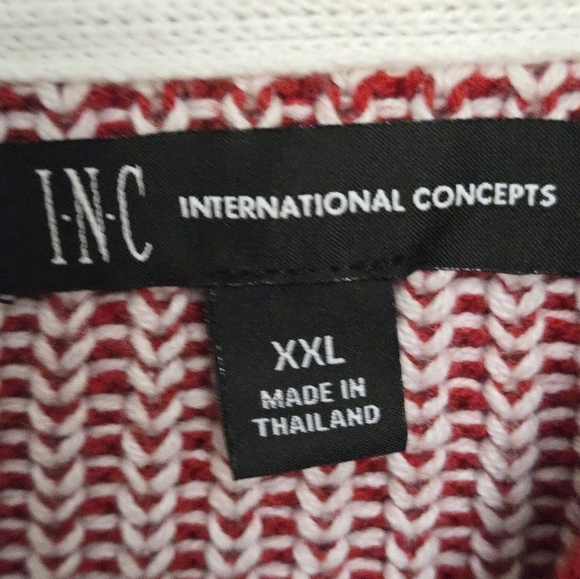 I·N·C INTERNATIONAL CONCEPTS
XXL
MADE IN
THAILAND